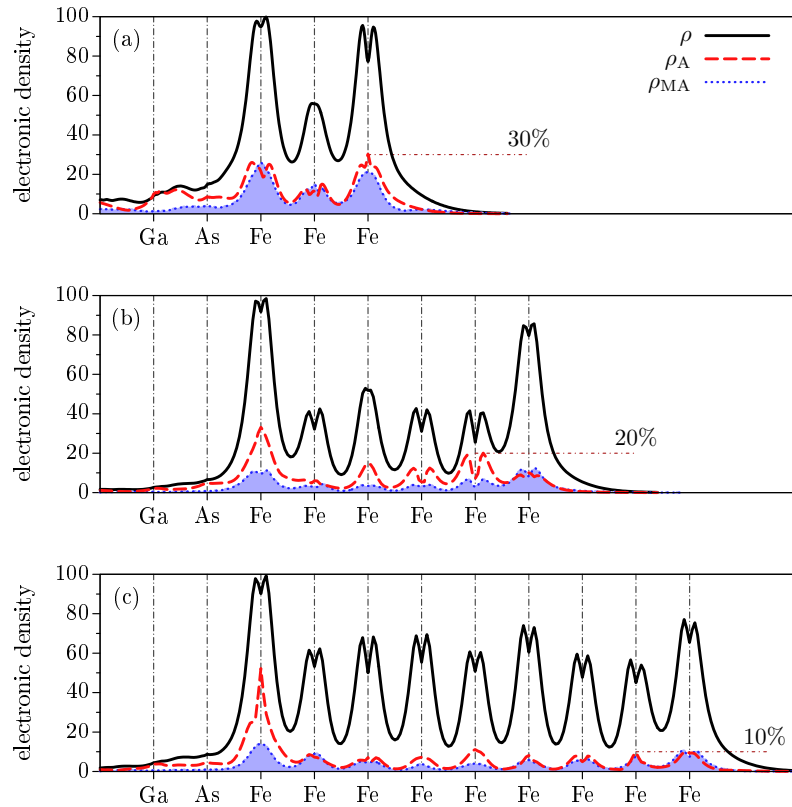 100
80
60
40
20
0
electronic density
(a)
ρ
ρA
ρMA
30%
Ga As Fe Fe Fe
100
80
60
40
20
0
electronic density
(b)
20%
Ga As Fe Fe Fe Fe Fe Fe
100
80
60
40
20
0
electronic density
(c)
10%
Ga As Fe Fe Fe Fe Fe Fe Fe Fe Fe